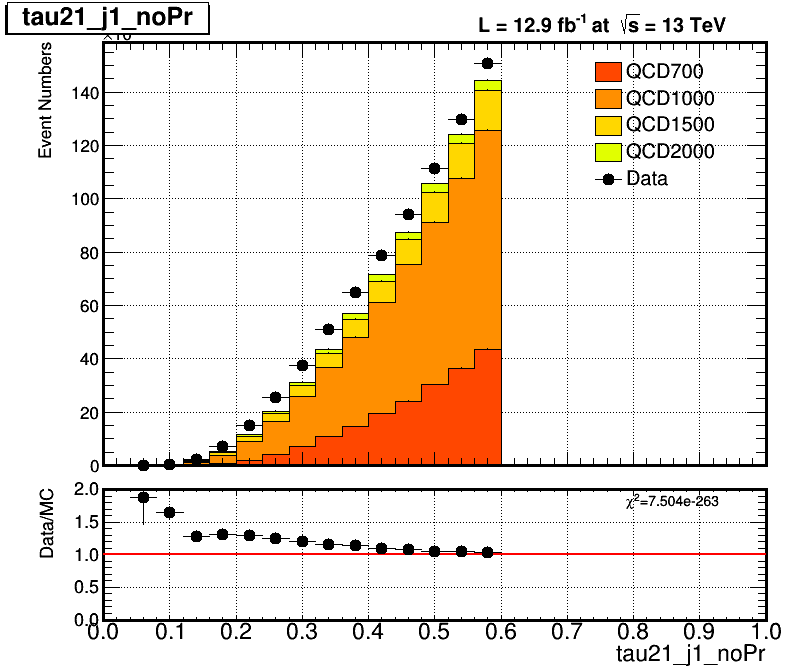 tau21_j1_noPr
L = 12.9 fb⁻¹ at √s = 13 TeV
Event Numbers
140
120
100
80
60
40
20
0
QCD700
QCD1000
QCD1500
QCD2000
Data
Data/MC
2.0
1.5
1.0
0.5
0.0
χ²=7.504e-263
0.0 0.1 0.2 0.3 0.4 0.5 0.6 0.7 0.8 0.9 1.0
tau21_j1_noPr